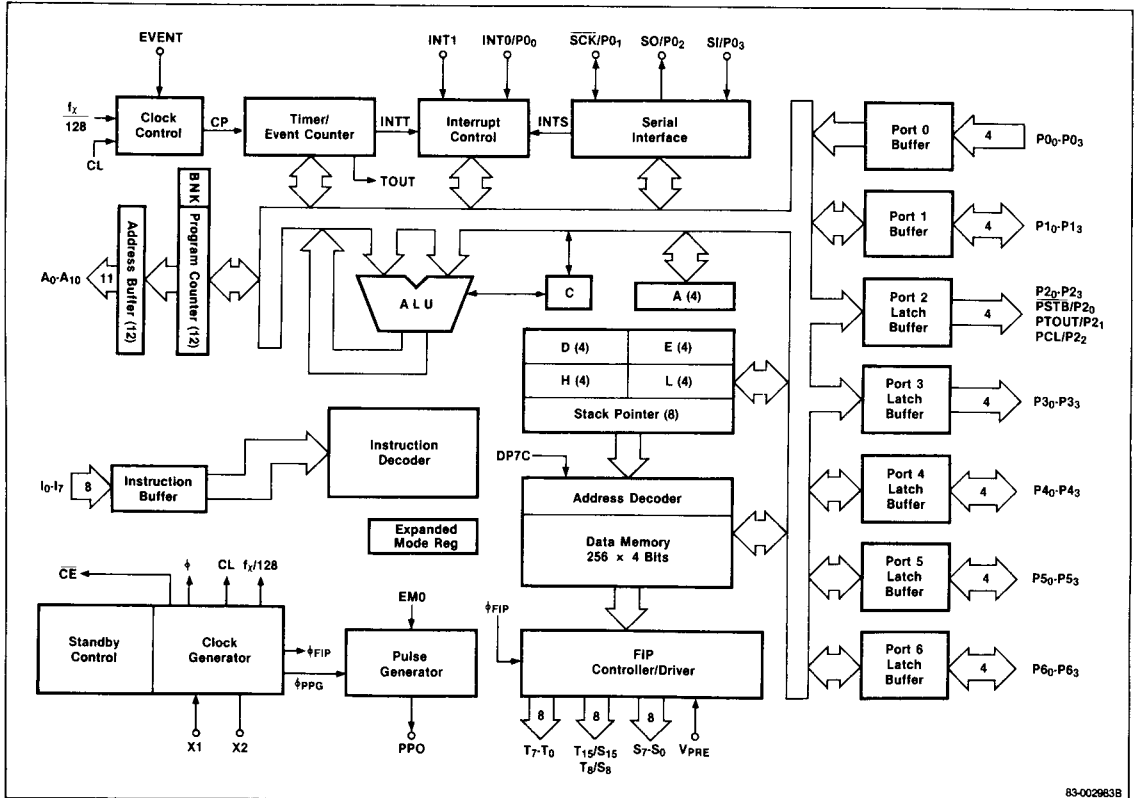 EVENT
INT1
INT0/P0₀
SCK/P0₁
SO/P0₂
SI/P0₃
fχ
128
CL
Clock
Control
CP
Timer/
Event Counter
INTT
Interrupt
Control
INTS
Serial
Interface
TOUT
Port 0
Buffer
4
P0₀-P0₃
BNK
Program Counter (12)
Address Buffer (12)
11
A₀-A₁₀
ALU
C
A (4)
Port 1
Buffer
4
P1₀-P1₃
Port 2
Latch
Buffer
4
P2₀-P2₃
PSTB/P2₀
PTOUT/P2₁
PCL/P2₂
D (4)
E (4)
H (4)
L (4)
Stack Pointer (8)
Port 3
Latch
Buffer
4
P3₀-P3₃
I₀-I₇
8
Instruction
Buffer
Instruction
Decoder
DP7C
Address Decoder
Data Memory
256 × 4 Bits
Port 4
Latch
Buffer
4
P4₀-P4₃
Expanded
Mode Reg
CE
ϕ
CL
fχ/128
Standby
Control
Clock
Generator
ϕFIP
ϕPPG
X1
X2
EM0
Pulse
Generator
PPO
ϕFIP
FIP
Controller/Driver
8
8
8
T₇-T₀
T₁₅/S₁₅
T₈/S₈
S₇-S₀
VPRE
Port 5
Latch
Buffer
4
P5₀-P5₃
Port 6
Latch
Buffer
4
P6₀-P6₃
83-002983B